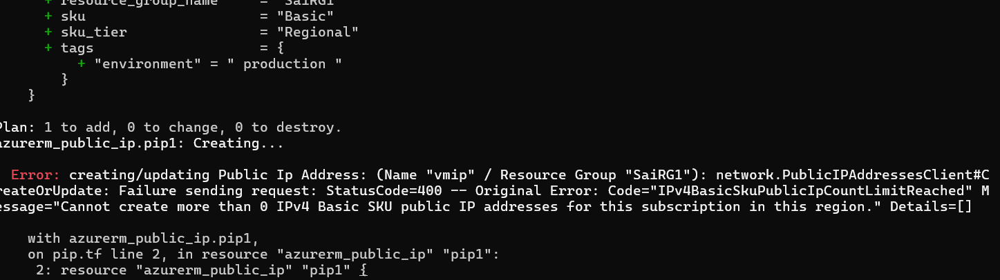 + resource_group_name = "SaiRG1"
+ sku = "Basic"
+ sku_tier = "Regional"
+ tags = {
+ "environment" = " production "
}
}
Plan: 1 to add, 0 to change, 0 to destroy.
azurerm_public_ip.pip1: Creating...
Error: creating/updating Public Ip Address: (Name "vmip" / Resource Group "SaiRG1"): network.PublicIPAddressesClient#C
reateOrUpdate: Failure sending request: StatusCode=400 -- Original Error: Code="IPv4BasicSkuPublicIpCountLimitReached" M
essage="Cannot create more than 0 IPv4 Basic SKU public IP addresses for this subscription in this region." Details=[]
with azurerm_public_ip.pip1,
on pip.tf line 2, in resource "azurerm_public_ip" "pip1":
2: resource "azurerm_public_ip" "pip1" {